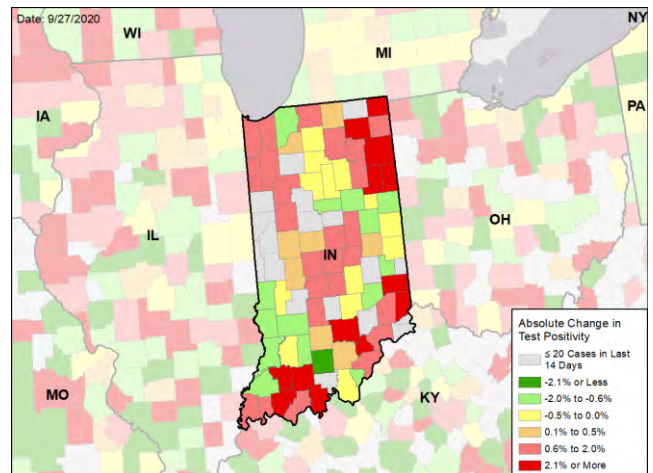 Date: 9/27/2020
WI
MI
NY
IA
PA
IL
IN
OH
MO
KY
Absolute Change in
Test Positivity
≤ 20 Cases in Last
14 Days
-2.1% or Less
-2.0% to -0.6%
-0.5% to 0.0%
0.1% to 0.5%
0.6% to 2.0%
2.1% or More